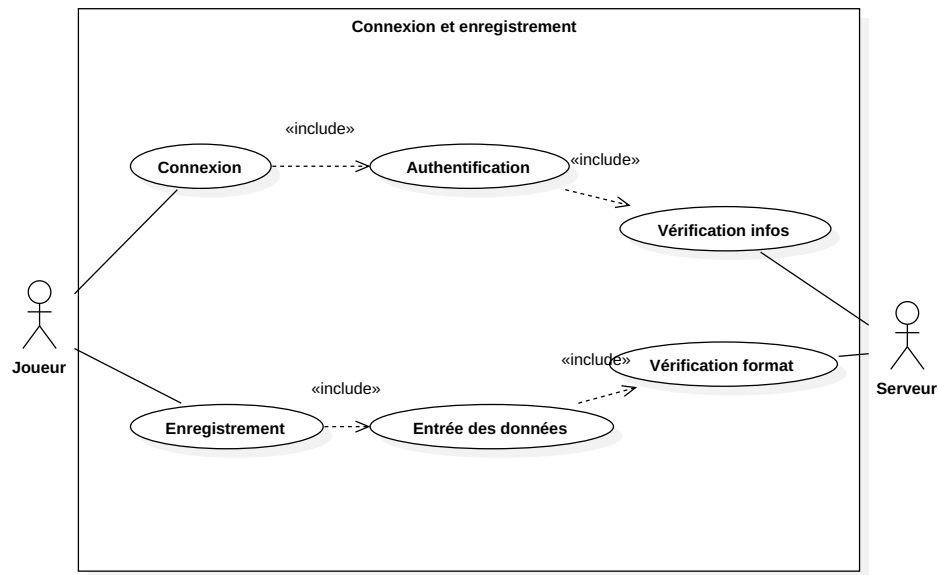 Connexion et enregistrement
«include»
Connexion
Authentification
«include»
Vérification infos
Joueur
Serveur
«include»
Vérification format
«include»
Enregistrement
Entrée des données